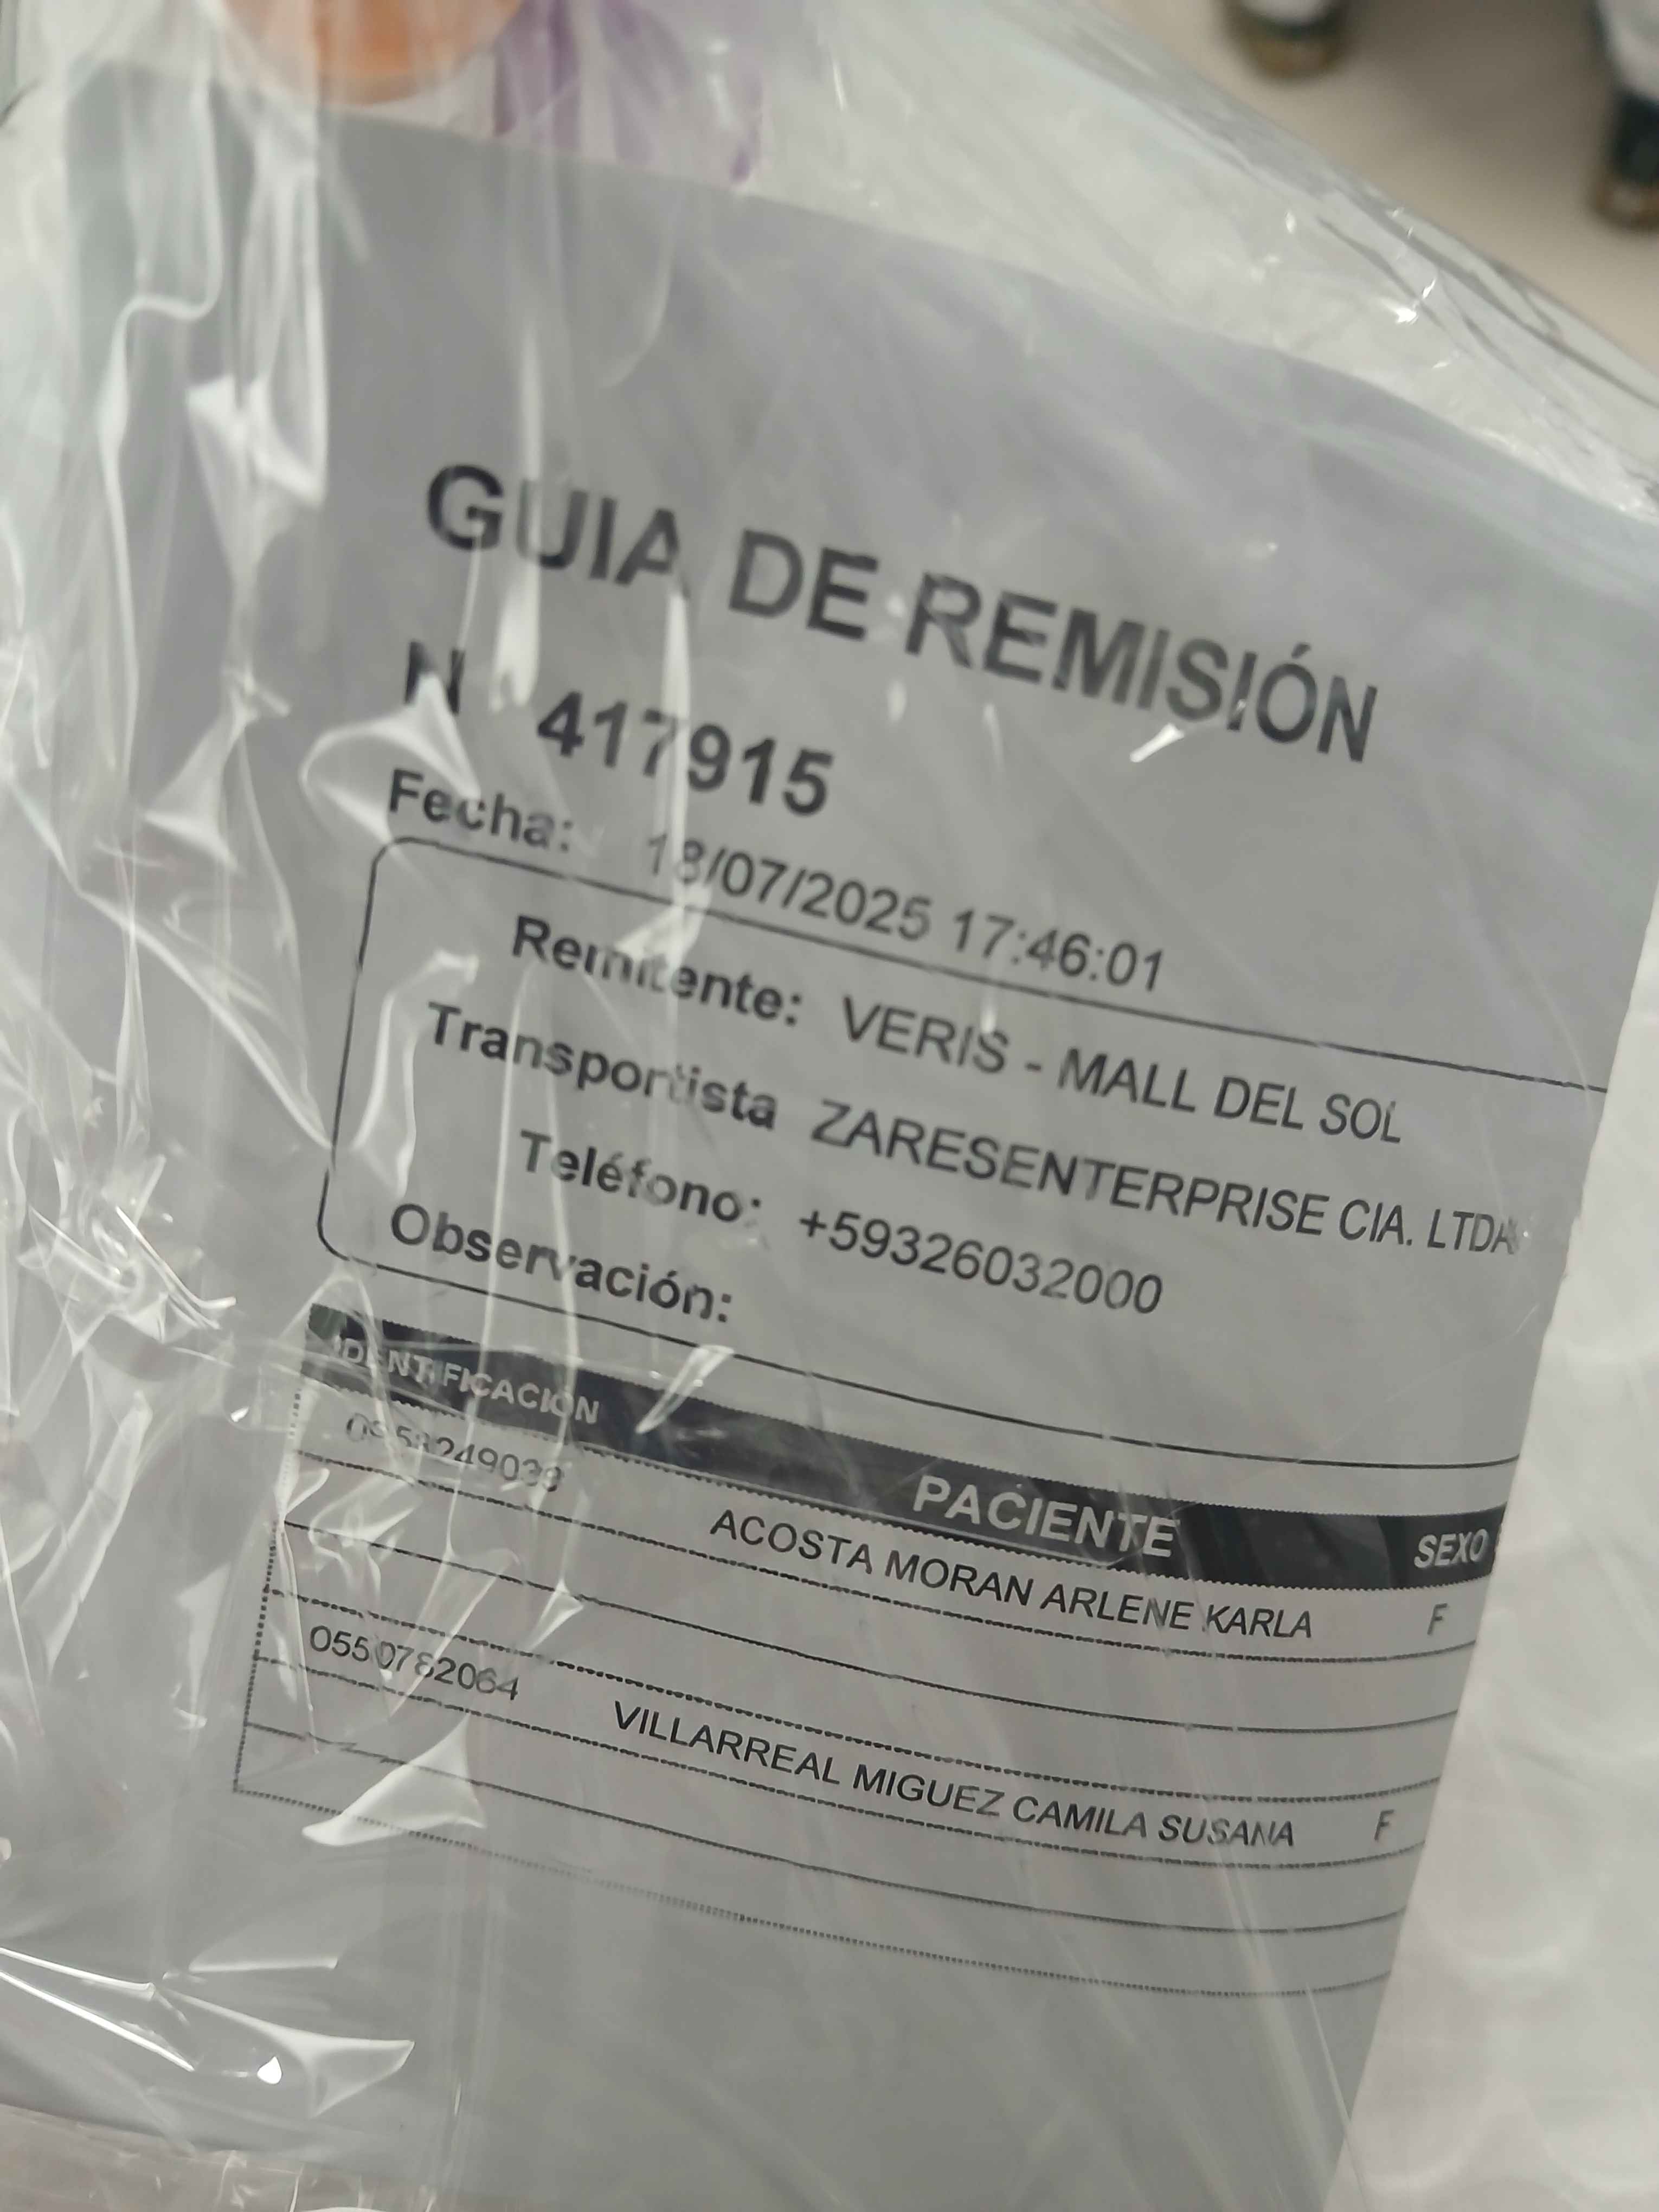 GUIA DE REMISIÓN
N 417915
Fecha: 18/07/2025 17:46:01
Remitente: VERIS - MALL DEL SOL
Transportista ZARESENTERPRISE CIA. LTDA
Teléfono: +59326032000
Observación:
IDENTIFICACION PACIENTE SEXO
ACOSTA MORAN ARLENE KARLA F
0550782064 VILLARREAL MIGUEZ CAMILA SUSANA F